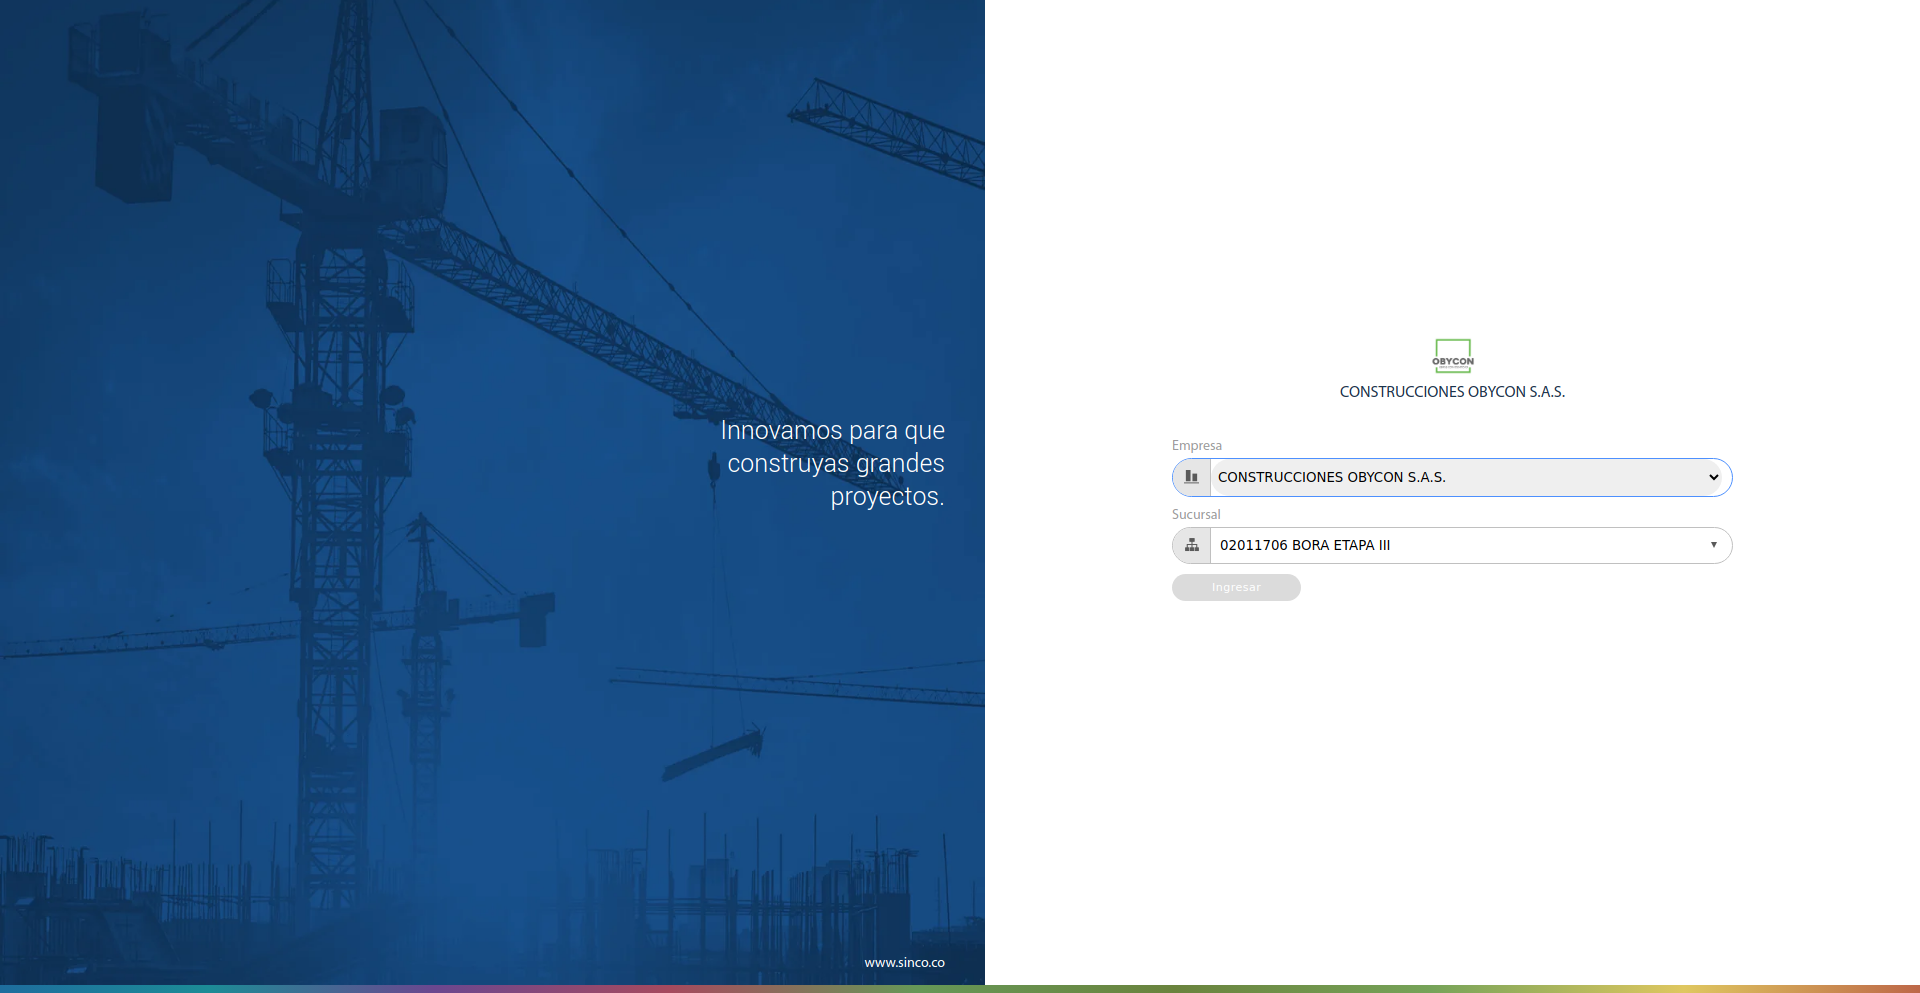 Innovamos para que
construyas grandes
proyectos.
www.sinco.co
OBYCON
CONSTRUCCIONES OBYCON S.A.S.
Empresa
CONSTRUCCIONES OBYCON S.A.S.
Sucursal
02011706 BORA ETAPA III
Ingresar